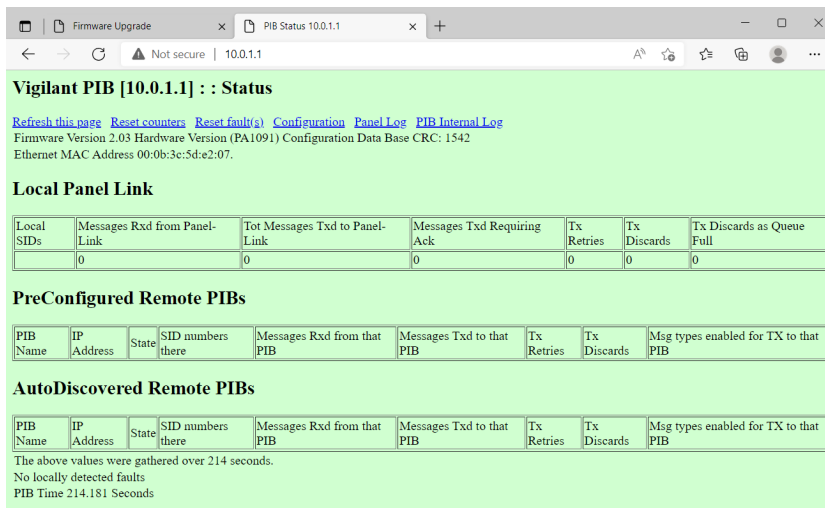 Firmware Upgrade
PIB Status 10.0.1.1
Not secure | 10.0.1.1
Vigilant PIB [10.0.1.1] : : Status
Refresh this page Reset counters Reset fault(s) Configuration Panel Log PIB Internal Log
Firmware Version 2.03 Hardware Version (PA1091) Configuration Data Base CRC: 1542
Ethernet MAC Address 00:0b:3c:5d:e2:07.
Local Panel Link
Local SIDs Messages Rxd from Panel-Link Tot Messages Txd to Panel-Link Messages Txd Requiring Ack Tx Retries Tx Discards Tx Discards as Queue Full
0 0 0 0 0 0
PreConfigured Remote PIBs
PIB Name IP Address State SID numbers there Messages Rxd from that PIB Messages Txd to that PIB Tx Retries Tx Discards Msg types enabled for TX to that PIB
AutoDiscovered Remote PIBs
PIB Name IP Address State SID numbers there Messages Rxd from that PIB Messages Txd to that PIB Tx Retries Tx Discards Msg types enabled for TX to that PIB
The above values were gathered over 214 seconds.
No locally detected faults
PIB Time 214.181 Seconds